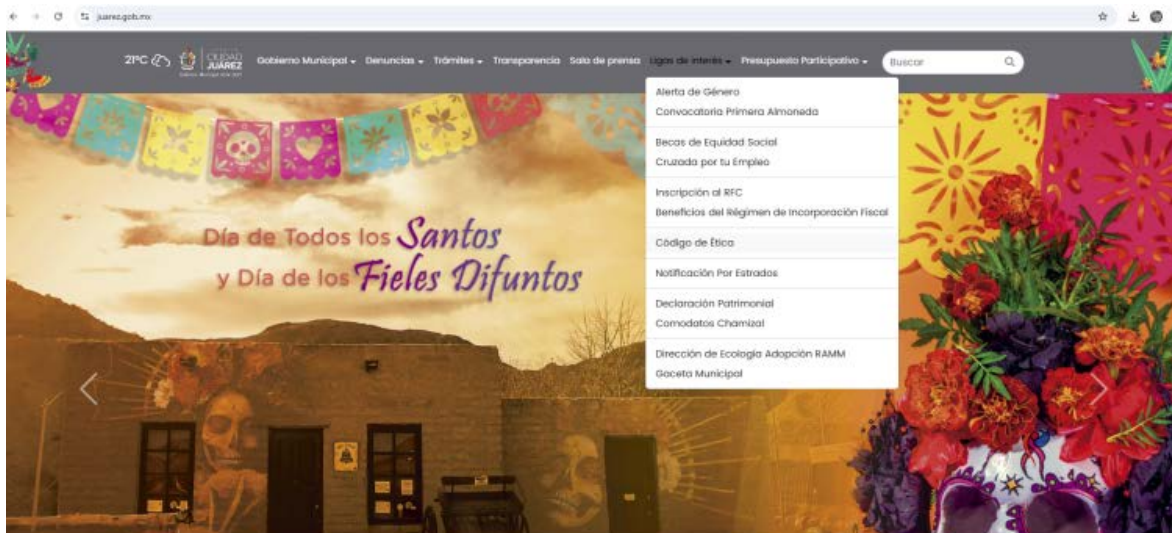 juarez.gob.mx
21°C
CIUDAD
JUÁREZ
Gobierno Municipal
Denuncias
Trámites
Transparencia
Sala de prensa
Ligas de interés
Presupuesto Participativo
Buscar
Alerta de Género
Convocatoria Primera Almoneda
Becas de Equidad Social
Cruzada por tu Empleo
Inscripción al RFC
Beneficios del Régimen de Incorporación Fiscal
Código de Ética
Notificación Por Estrados
Declaración Patrimonial
Comodatos Chamizal
Dirección de Ecología Adopción RAMM
Gaceta Municipal
Día de Todos los Santos
y Día de los Fieles Difuntos